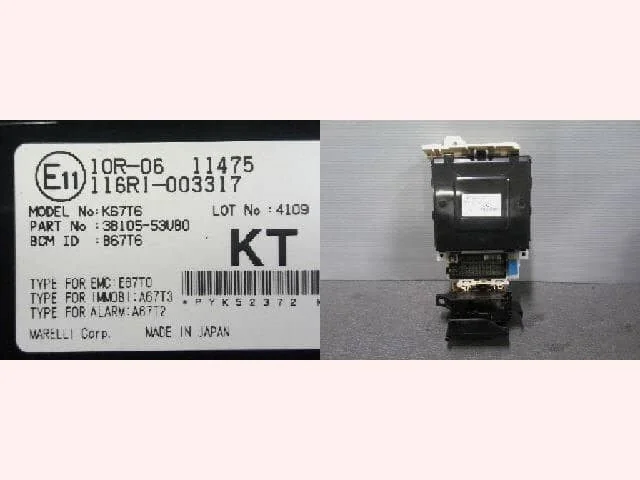 E11 10R-06 11475
116RI-003317
MODEL No:K67T6 LOT No : 4109
PART No :38105-53U80
BCM ID : B67T6
KT
TYPE FOR EMC:E67T0
TYPE FOR IMMOBI:A67T3
TYPE FOR ALARM:A67T2
*PYK52372
MARELLI Corp. MADE IN JAPAN